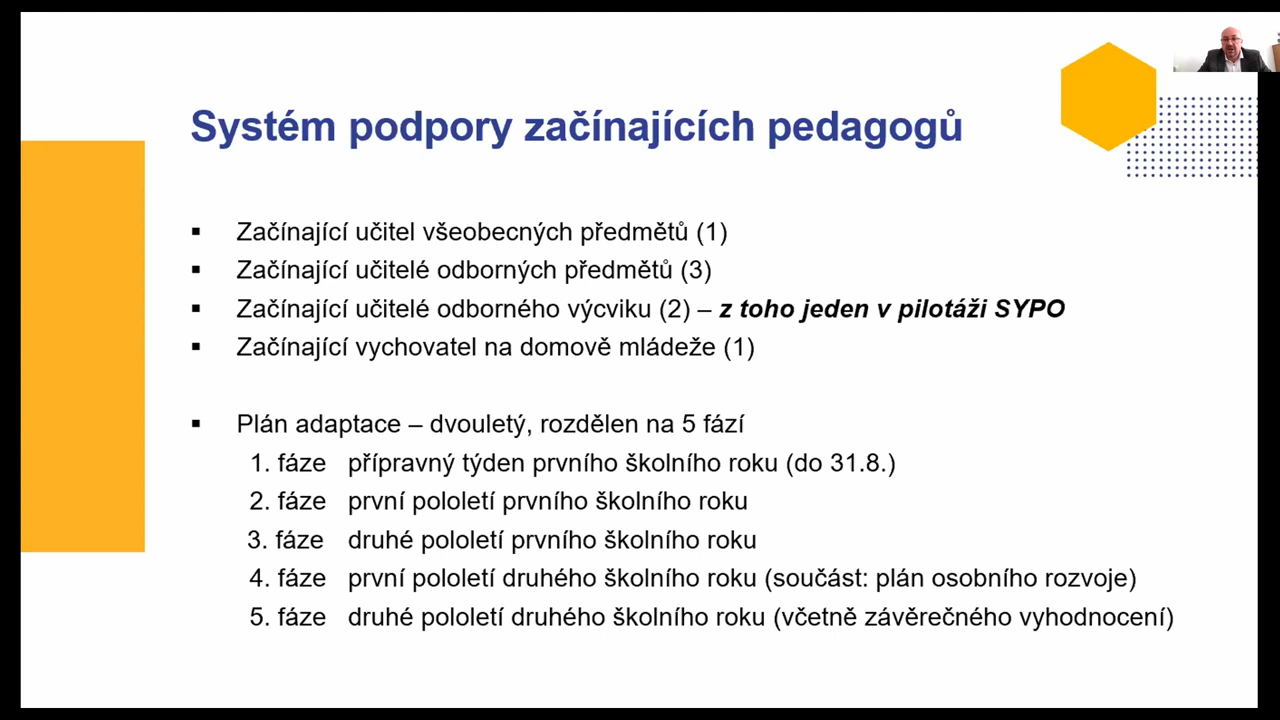 Systém podpory začínajících pedagogů
▪ Začínající učitel všeobecných předmětů (1)
▪ Začínající učitelé odborných předmětů (3)
▪ Začínající učitelé odborného výcviku (2) – z toho jeden v pilotáži SYPO
▪ Začínající vychovatel na domově mládeže (1)
▪ Plán adaptace – dvouletý, rozdělen na 5 fází
1. fáze přípravný týden prvního školního roku (do 31.8.)
2. fáze první pololetí prvního školního roku
3. fáze druhé pololetí prvního školního roku
4. fáze první pololetí druhého školního roku (součást: plán osobního rozvoje)
5. fáze druhé pololetí druhého školního roku (včetně závěrečného vyhodnocení)